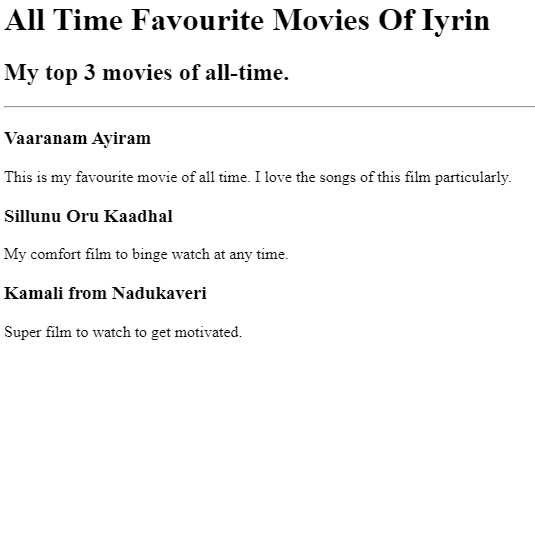 All Time Favourite Movies Of Iyrin
My top 3 movies of all-time.
Vaaranam Ayiram
This is my favourite movie of all time. I love the songs of this film particularly.
Sillunu Oru Kaadhal
My comfort film to binge watch at any time.
Kamali from Nadukaveri
Super film to watch to get motivated.